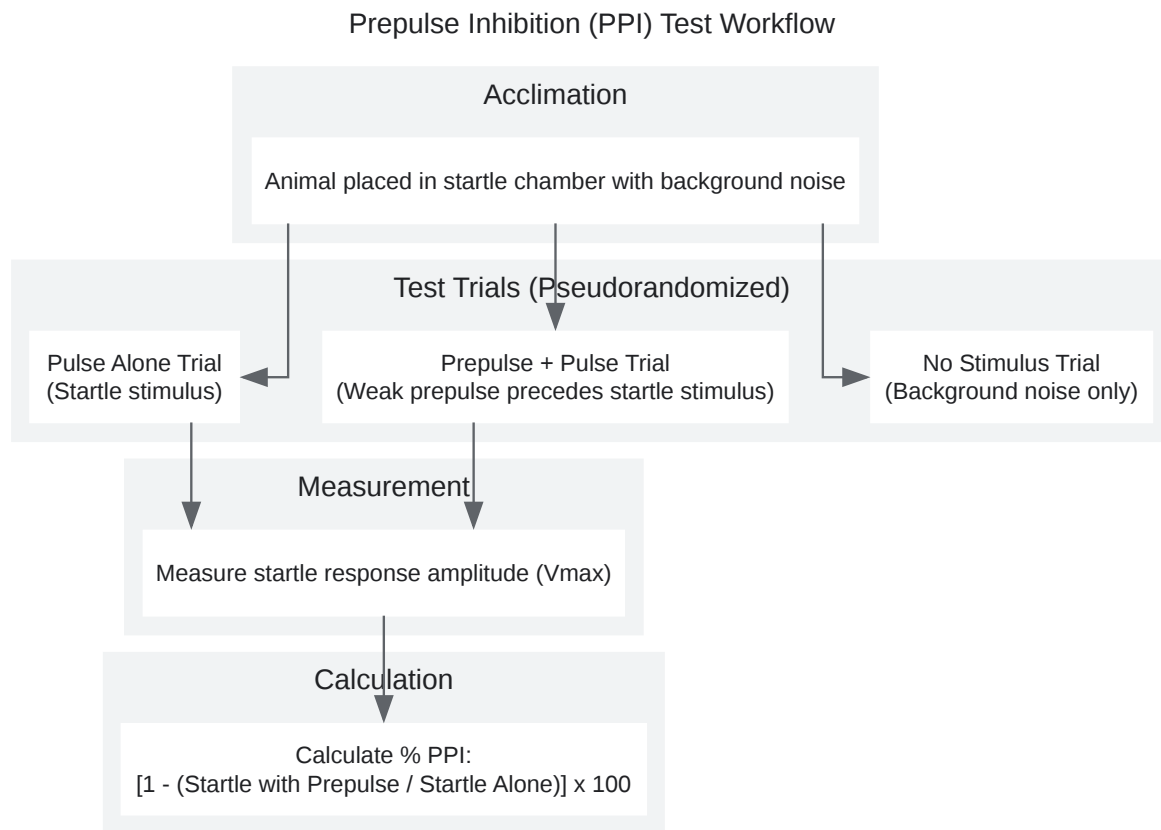 Prepulse Inhibition (PPI) Test Workflow
Acclimation
Animal placed in startle chamber with background noise
Test Trials (Pseudorandomized)
Pulse Alone Trial
(Startle stimulus)
Prepulse + Pulse Trial
(Weak prepulse precedes startle stimulus)
No Stimulus Trial
(Background noise only)
Measurement
Measure startle response amplitude (Vmax)
Calculation
Calculate % PPI:
[1 - (Startle with Prepulse / Startle Alone)] x 100